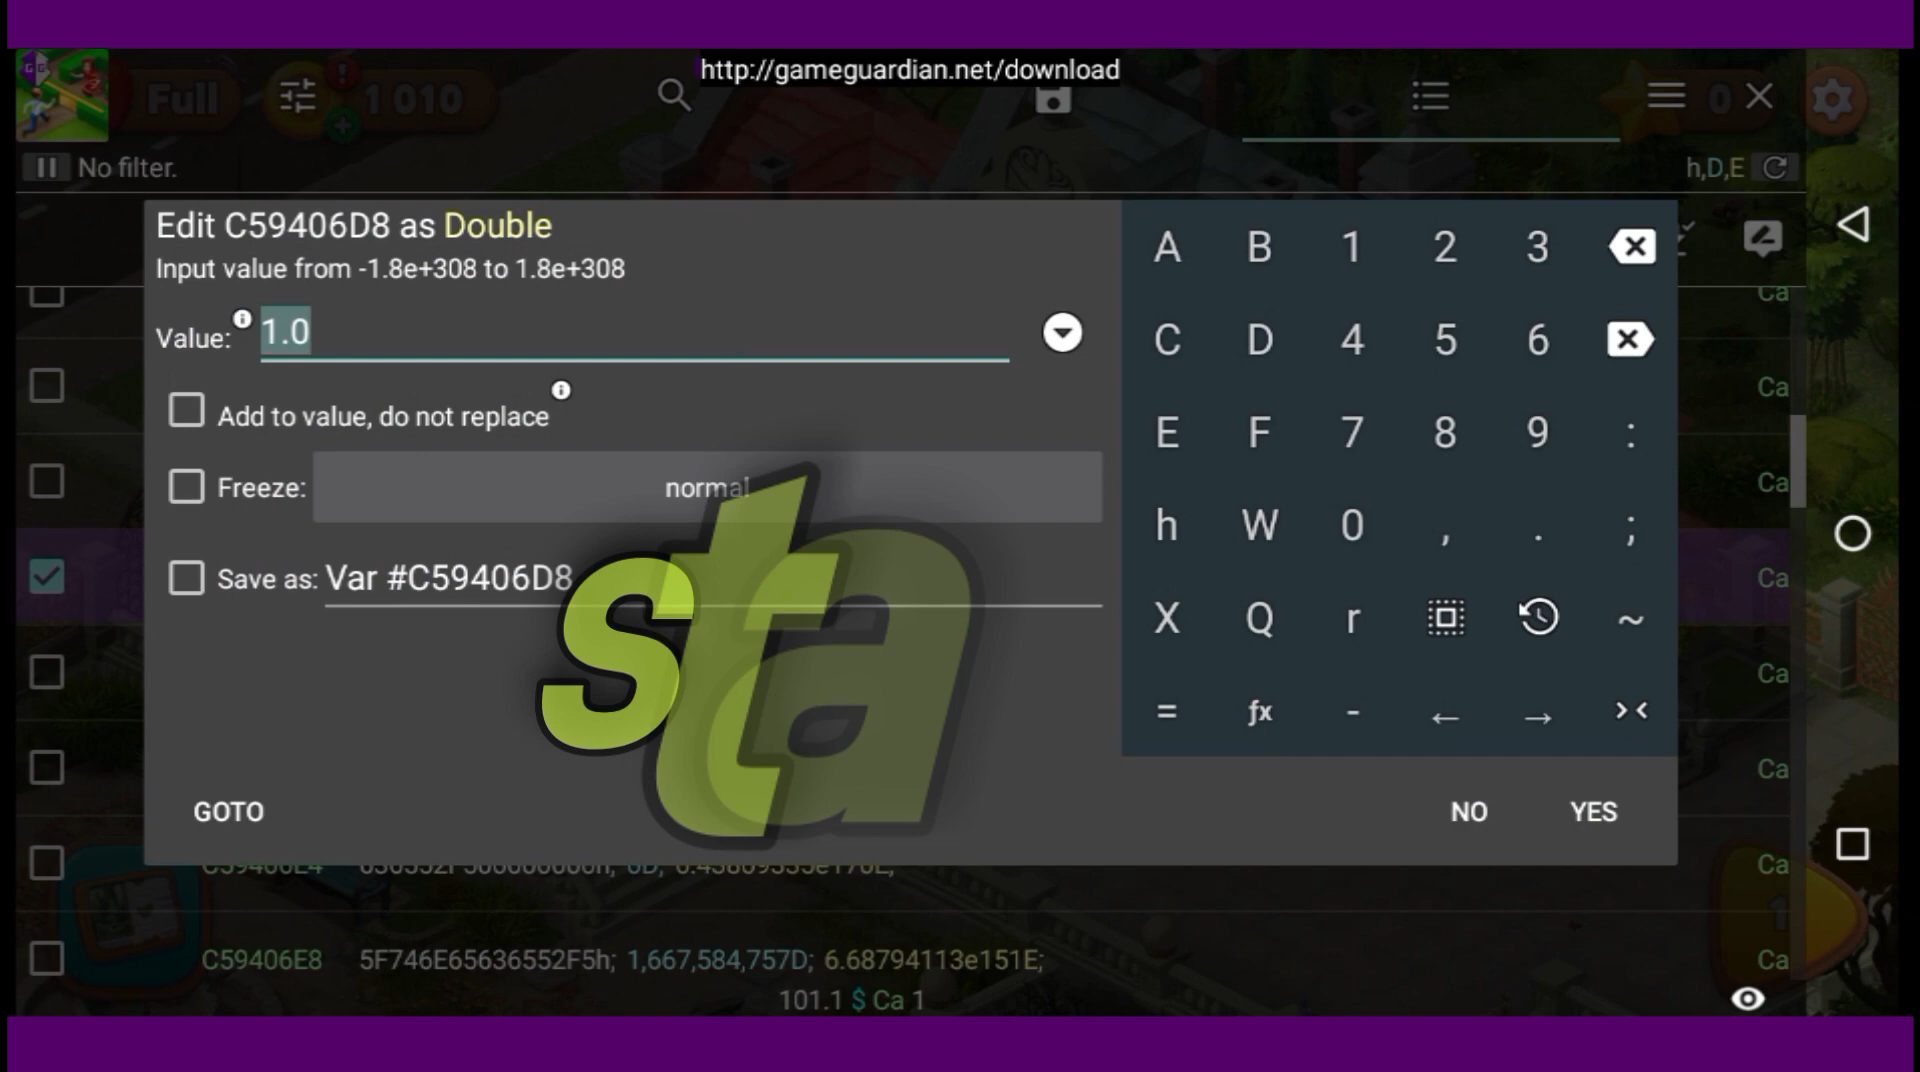 http://gameguardian.net/download
Full
1 010
0
No filter.
h,D,E
Edit C59406D8 as Double
Input value from -1.8e+308 to 1.8e+308
Value: 1.0
Add to value, do not replace
Freeze: normal
Save as: Var #C59406D8
sta
A B 1 2 3
C D 4 5 6
E F 7 8 9 :
h W 0 , . ;
X Q r ~
= fx - ← → ><
GOTO
NO YES
Ca
Ca
Ca
Ca
Ca
Ca
Ca
C59406E8 5F746E65636552F5h; 1,667,584,757D; 6.68794113e151E; Ca
101.1 $ Ca 1